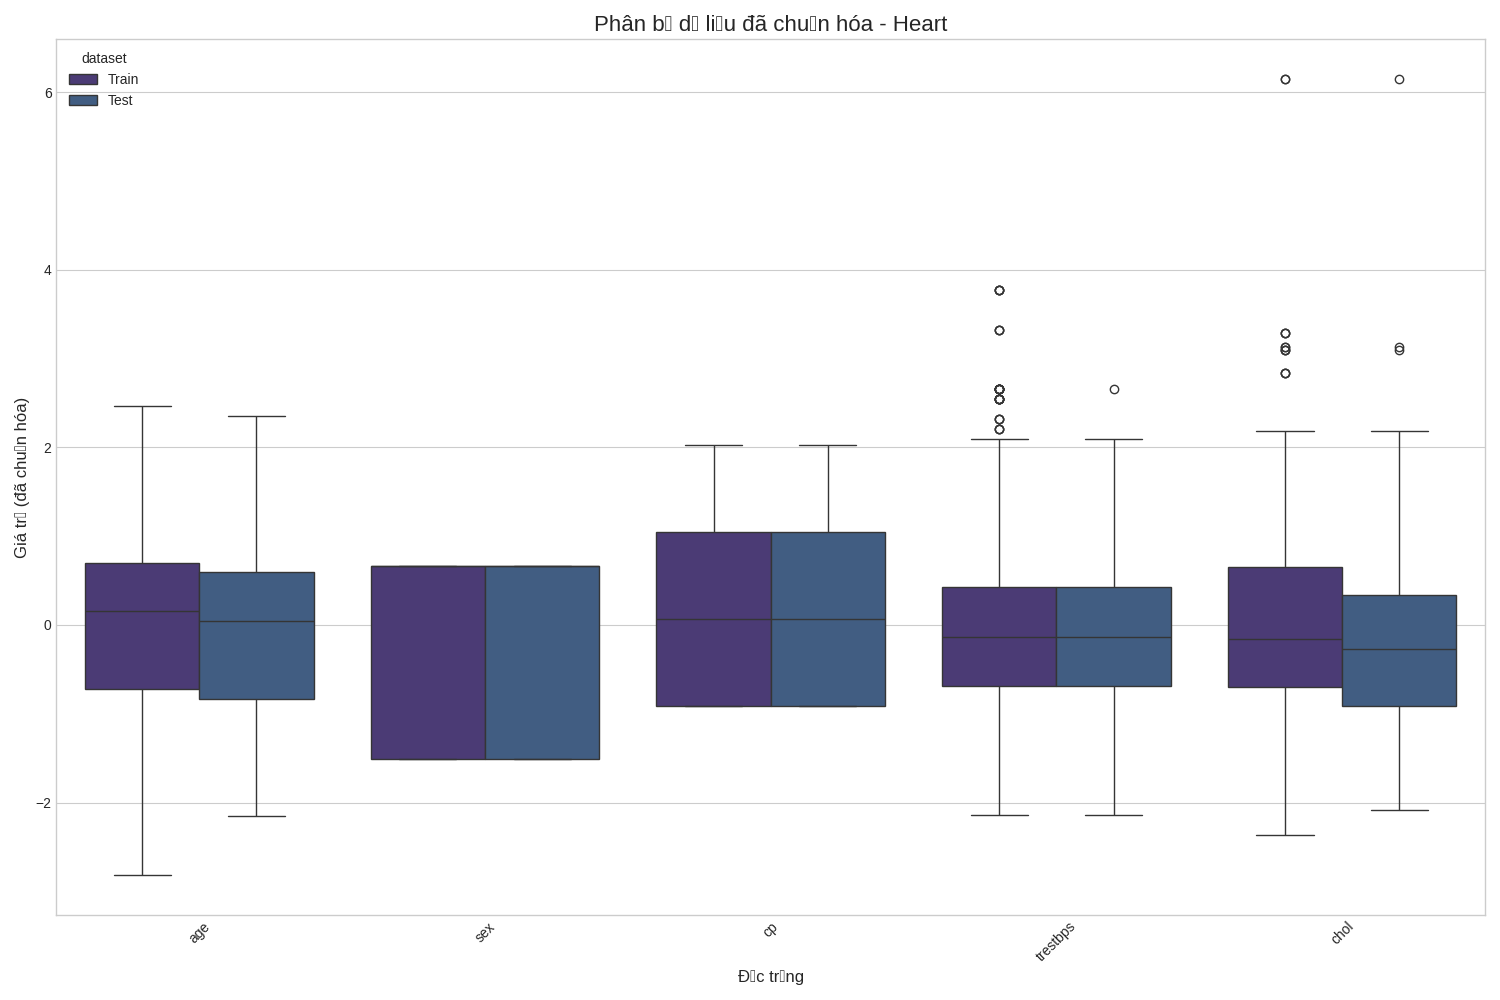 Phân b▯ d▯ li▯u đã chu▯n hóa - Heart
dataset
Train
Test
6
4
2
0
−2
Giá tr▯ (đã chu▯n hóa)
age
sex
cp
trestbps
chol
Đ▯c tr▯ng